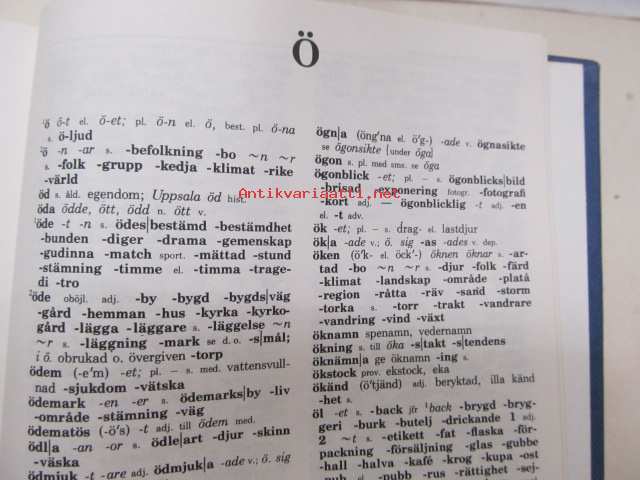 Ö
¹ö ö-t el. ö-et; pl. ö-n el. ö, best. pl. ö-na
s. ö-ljud
²ö -n -ar s. -befolkning -bo ~n ~r
s. -folk -grupp -kedja -klimat -rike
-värld
öd s. åld. egendom; Uppsala öd hist.
öda ödde, ött, ödd n. ött v.
¹öde -t -n s. ödes|bestämd -bestämdhet
-bunden -diger -drama -gemenskap
-gudinna -match sport. -mättad -stund
-stämning -timme el. -timma -trage-
di -tro
²öde oböjl. adj. -by -bygd -bygds|väg
-gård -hemman -hus -kyrka -kyrko-
gård -lägga -läggare s. -läggelse ~n
~r s. -läggning -mark se d.o. -s|mål;
i ö. obrukad o. övergiven -torp
ödem (-e'm) -et; pl. – s. med. vattensvull-
nad -sjukdom -vätska
ödemark -en -er s. ödemarks|by -liv
-område -stämning -väg
ödematös (-ö's) -t adj. till ödem med.
ödl|a -an -or s. ödle|art -djur -skinn
-väska
ödmjuk -t -are adj. ödmjuk|a -ade v.; ö. sig
ögn|a (öng'na el. ö'g-) -ade v. ögnasikte
se ögonsikte [under öga]
ögon s. pl. med sms. se öga
ögonblick -et; pl. – s. ögonblicks|bild
-brisad -exponering fotogr. -fotografi
-kort adj. — ögonblicklig -t adj. -en
el. -t adv.
ök -et; pl. – s. drag- el. lastdjur
ök|a -ade v.; ö. sig -as -ades v. dep.
öken (ö'k- el. öck'-) öknen öknar s. -ar-
tad -bo ~n ~r s. -djur -folk -färd
-klimat -landskap -område -platå
-region -råtta -räv -sand -storm
-torka s. -torr -trakt -vandrare
-vandring -vind -växt
öknamn spenamn, vedernamn
ökning s. till öka -s|takt -s|tendens
öknämn|a ge öknamn -ing s.
ökstock prov. ekstock, eka
ökänd (ö'tjänd) adj. beryktad, illa känd
-het s.
öl -et s. -back jfr ¹back -brygd -bryg-
geri -burk -butelj -drickande 1 adj.
2 ~t s. -etikett -fat -flaska -för-
packning -försäljning -glas -gubbe
-hall -halva -kafé -krog -kupa -ost
-pub el. -pubb -rus -rättighet -sej-
Antikvariaatti.net